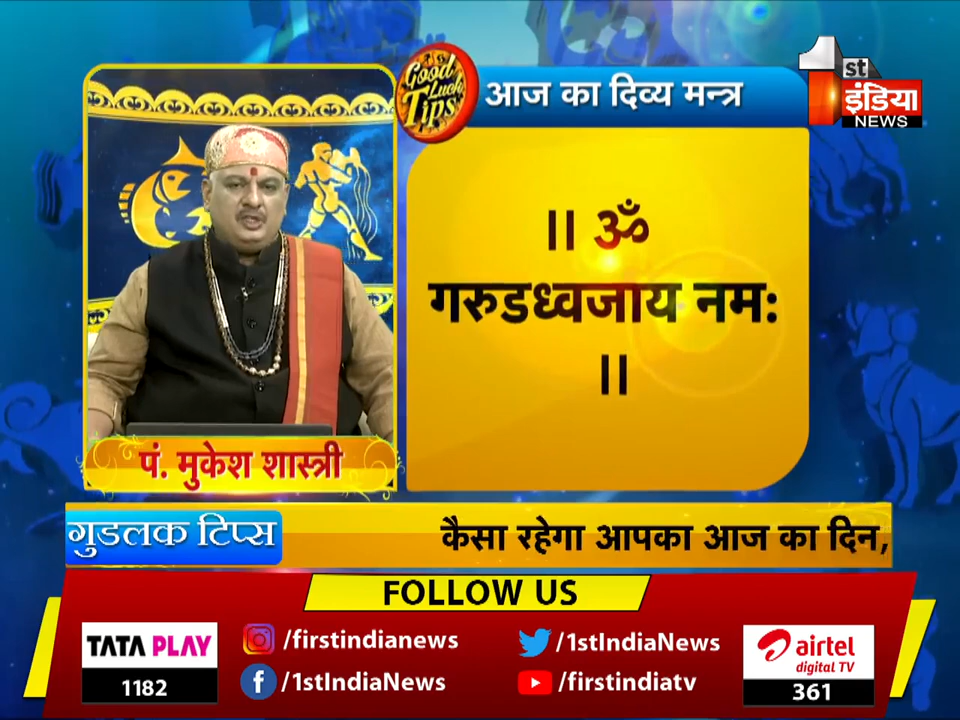 Good Luck Tips
आज का दिव्य मन्त्र
1st इंडिया NEWS
।। ॐ
गरुडध्वजाय नम:
।।
पं. मुकेश शास्त्री
गुडलक टिप्स
कैसा रहेगा आपका आज का दिन,
FOLLOW US
TATA PLAY
1182
/firstindianews
/1stIndiaNews
/1stIndiaNews
/firstindiatv
airtel
digital TV
361